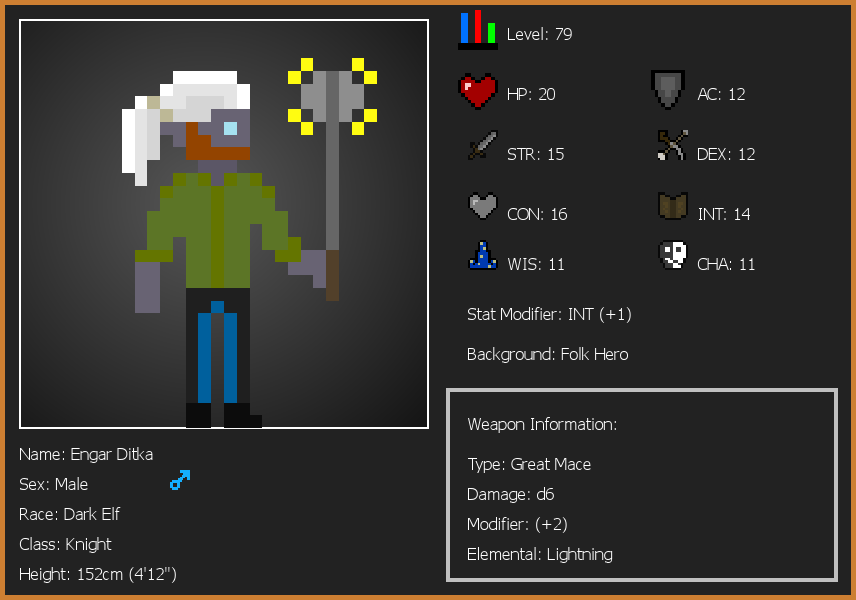 Level: 79
HP: 20
AC: 12
STR: 15
DEX: 12
CON: 16
INT: 14
WIS: 11
CHA: 11
Stat Modifier: INT (+1)
Background: Folk Hero
Weapon Information:
Type: Great Mace
Damage: d6
Modifier: (+2)
Elemental: Lightning
Name: Engar Ditka
Sex: Male
Race: Dark Elf
Class: Knight
Height: 152cm (4'12")